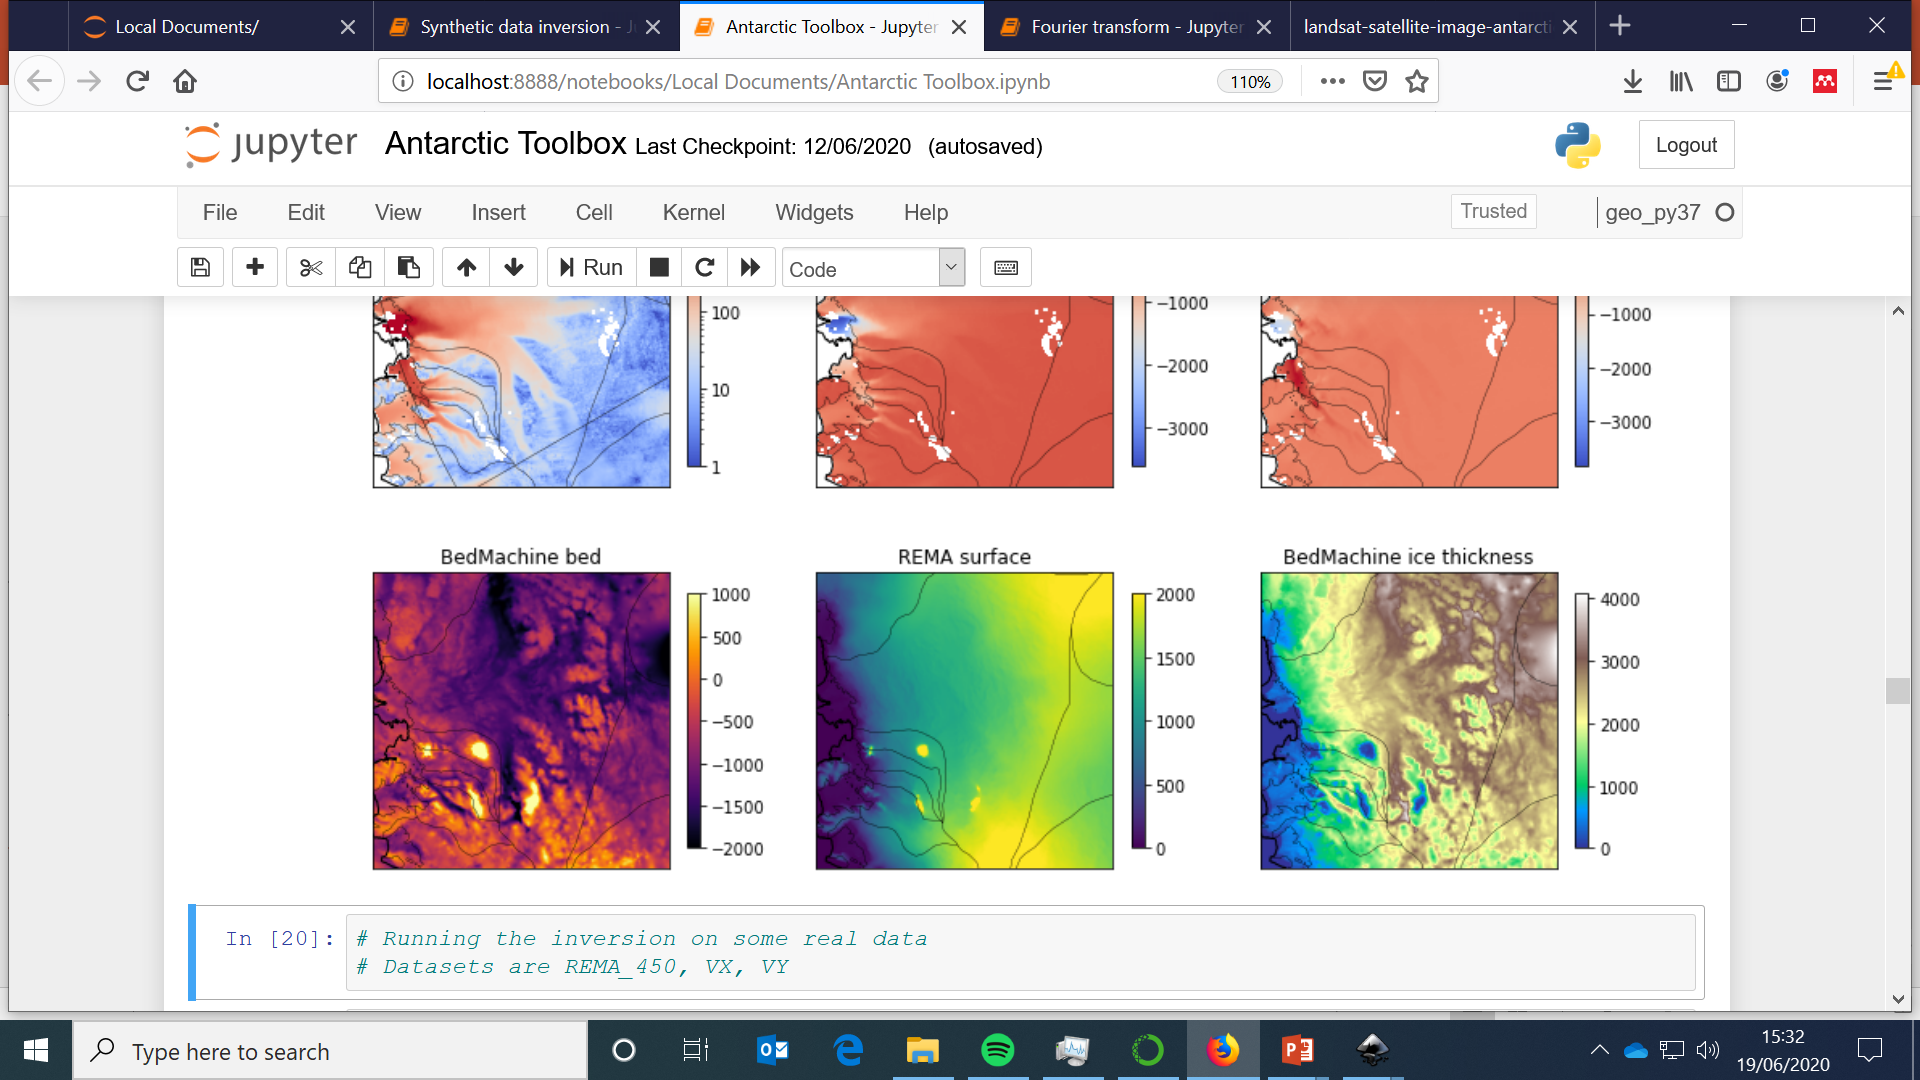 Local Documents/
Synthetic data inversion - J
Antarctic Toolbox - Jupyter
Fourier transform - Jupyter
landsat-satellite-image-antarcti
localhost:8888/notebooks/Local Documents/Antarctic Toolbox.ipynb
110%
jupyter Antarctic Toolbox Last Checkpoint: 12/06/2020 (autosaved)
Logout
File Edit View Insert Cell Kernel Widgets Help
Trusted
geo_py37
Run
Code
100
10
1
−1000
−2000
−3000
−1000
−2000
−3000
BedMachine bed
1000
500
0
−500
−1000
−1500
−2000
REMA surface
2000
1500
1000
500
0
BedMachine ice thickness
4000
3000
2000
1000
0
In [20]:
# Running the inversion on some real data
# Datasets are REMA_450, VX, VY
Type here to search
15:32
19/06/2020